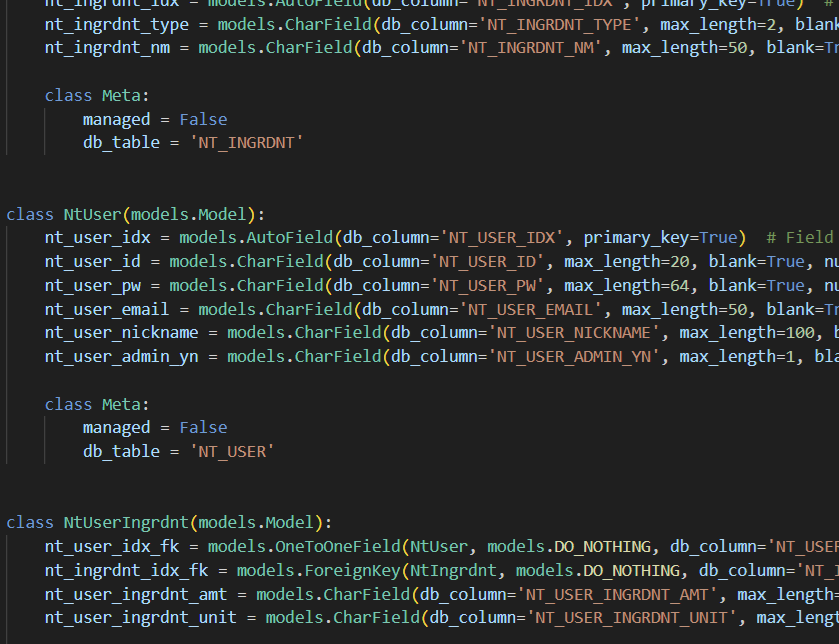 nt_ingrdnt_idx = models.AutoField(db_column='NT_INGRDNT_IDX', primary_key=True)  #
nt_ingrdnt_type = models.CharField(db_column='NT_INGRDNT_TYPE', max_length=2, blank
nt_ingrdnt_nm = models.CharField(db_column='NT_INGRDNT_NM', max_length=50, blank=Tr
class Meta:
managed = False
db_table = 'NT_INGRDNT'
class NtUser(models.Model):
nt_user_idx = models.AutoField(db_column='NT_USER_IDX', primary_key=True)  # Field
nt_user_id = models.CharField(db_column='NT_USER_ID', max_length=20, blank=True, nu
nt_user_pw = models.CharField(db_column='NT_USER_PW', max_length=64, blank=True, nu
nt_user_email = models.CharField(db_column='NT_USER_EMAIL', max_length=50, blank=Tr
nt_user_nickname = models.CharField(db_column='NT_USER_NICKNAME', max_length=100, b
nt_user_admin_yn = models.CharField(db_column='NT_USER_ADMIN_YN', max_length=1, bla
class Meta:
managed = False
db_table = 'NT_USER'
class NtUserIngrdnt(models.Model):
nt_user_idx_fk = models.OneToOneField(NtUser, models.DO_NOTHING, db_column='NT_USER
nt_ingrdnt_idx_fk = models.ForeignKey(NtIngrdnt, models.DO_NOTHING, db_column='NT_I
nt_user_ingrdnt_amt = models.CharField(db_column='NT_USER_INGRDNT_AMT', max_length=
nt_user_ingrdnt_unit = models.CharField(db_column='NT_USER_INGRDNT_UNIT', max_leng